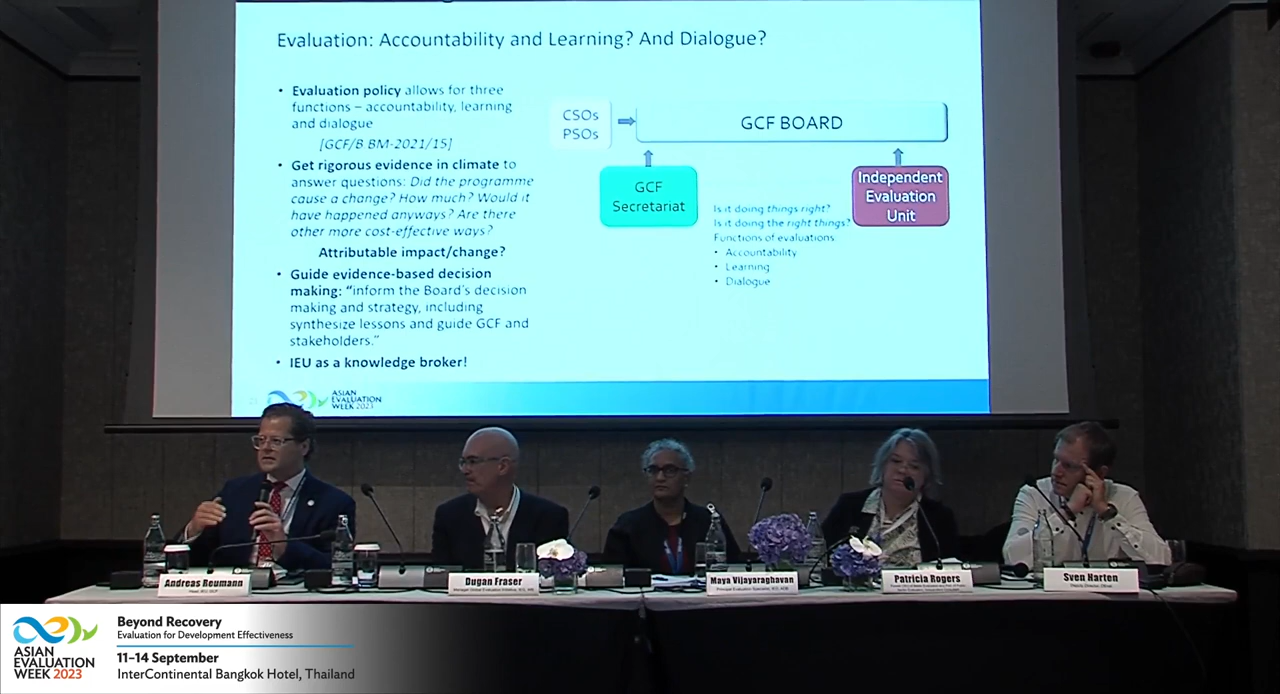 Evaluation: Accountability and Learning? And Dialogue?
• Evaluation policy allows for three
functions – accountability, learning
and dialogue
[GCF/B BM-2021/15]
• Get rigorous evidence in climate to
answer questions: Did the programme
cause a change? How much? Would it
have happened anyways? Are there
other more cost-effective ways?
Attributable impact/change?
• Guide evidence-based decision
making: "inform the Board's decision
making and strategy, including
synthesize lessons and guide GCF and
stakeholders."
• IEU as a knowledge broker!
CSOs
PSOs
GCF BOARD
GCF
Secretariat
Independent
Evaluation
Unit
Is it doing things right?
Is it doing the right things?
Functions of evaluations
• Accountability
• Learning
• Dialogue
ASIAN
EVALUATION
WEEK 2023
Andreas Reumann
Dugan Fraser
Maya Vijayaraghavan
Patricia Rogers
Sven Harten
ASIAN
EVALUATION
WEEK 2023
Beyond Recovery
Evaluation for Development Effectiveness
11–14 September
InterContinental Bangkok Hotel, Thailand